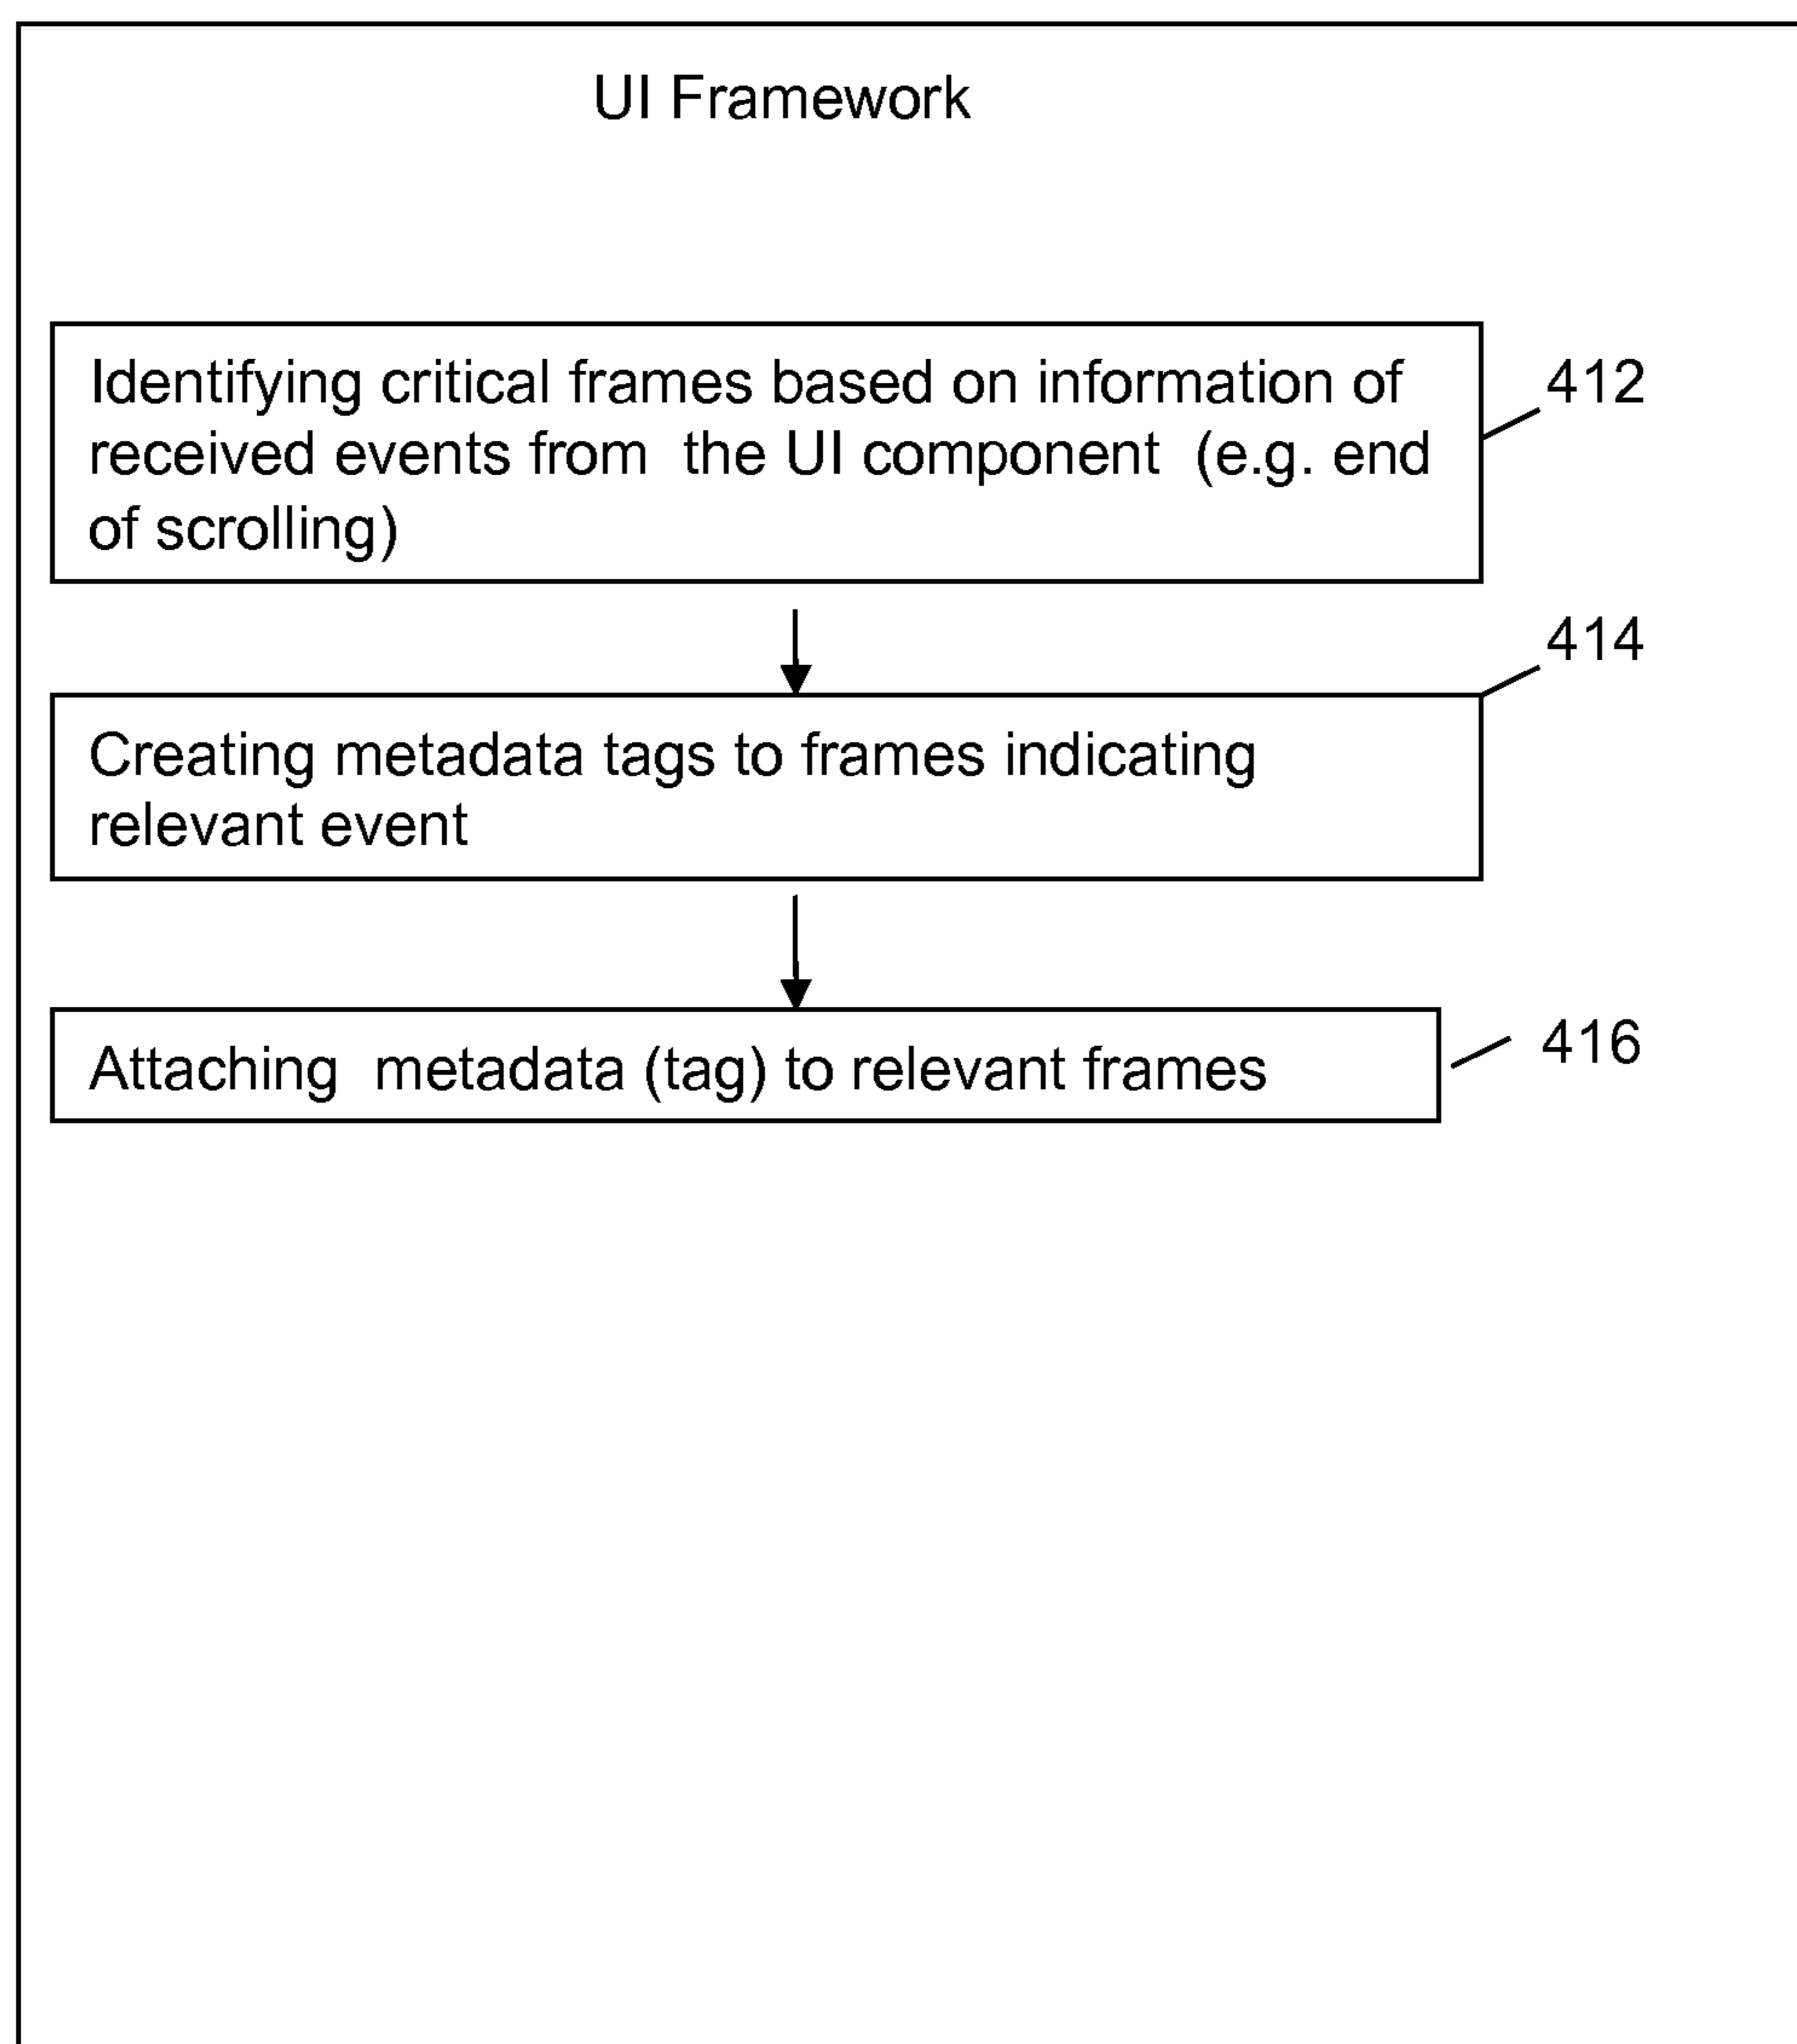 UI Framework
Identifying critical frames based on information of
received events from the UI component (e.g. end
of scrolling)
412
414
Creating metadata tags to frames indicating
relevant event
Attaching metadata (tag) to relevant frames
416